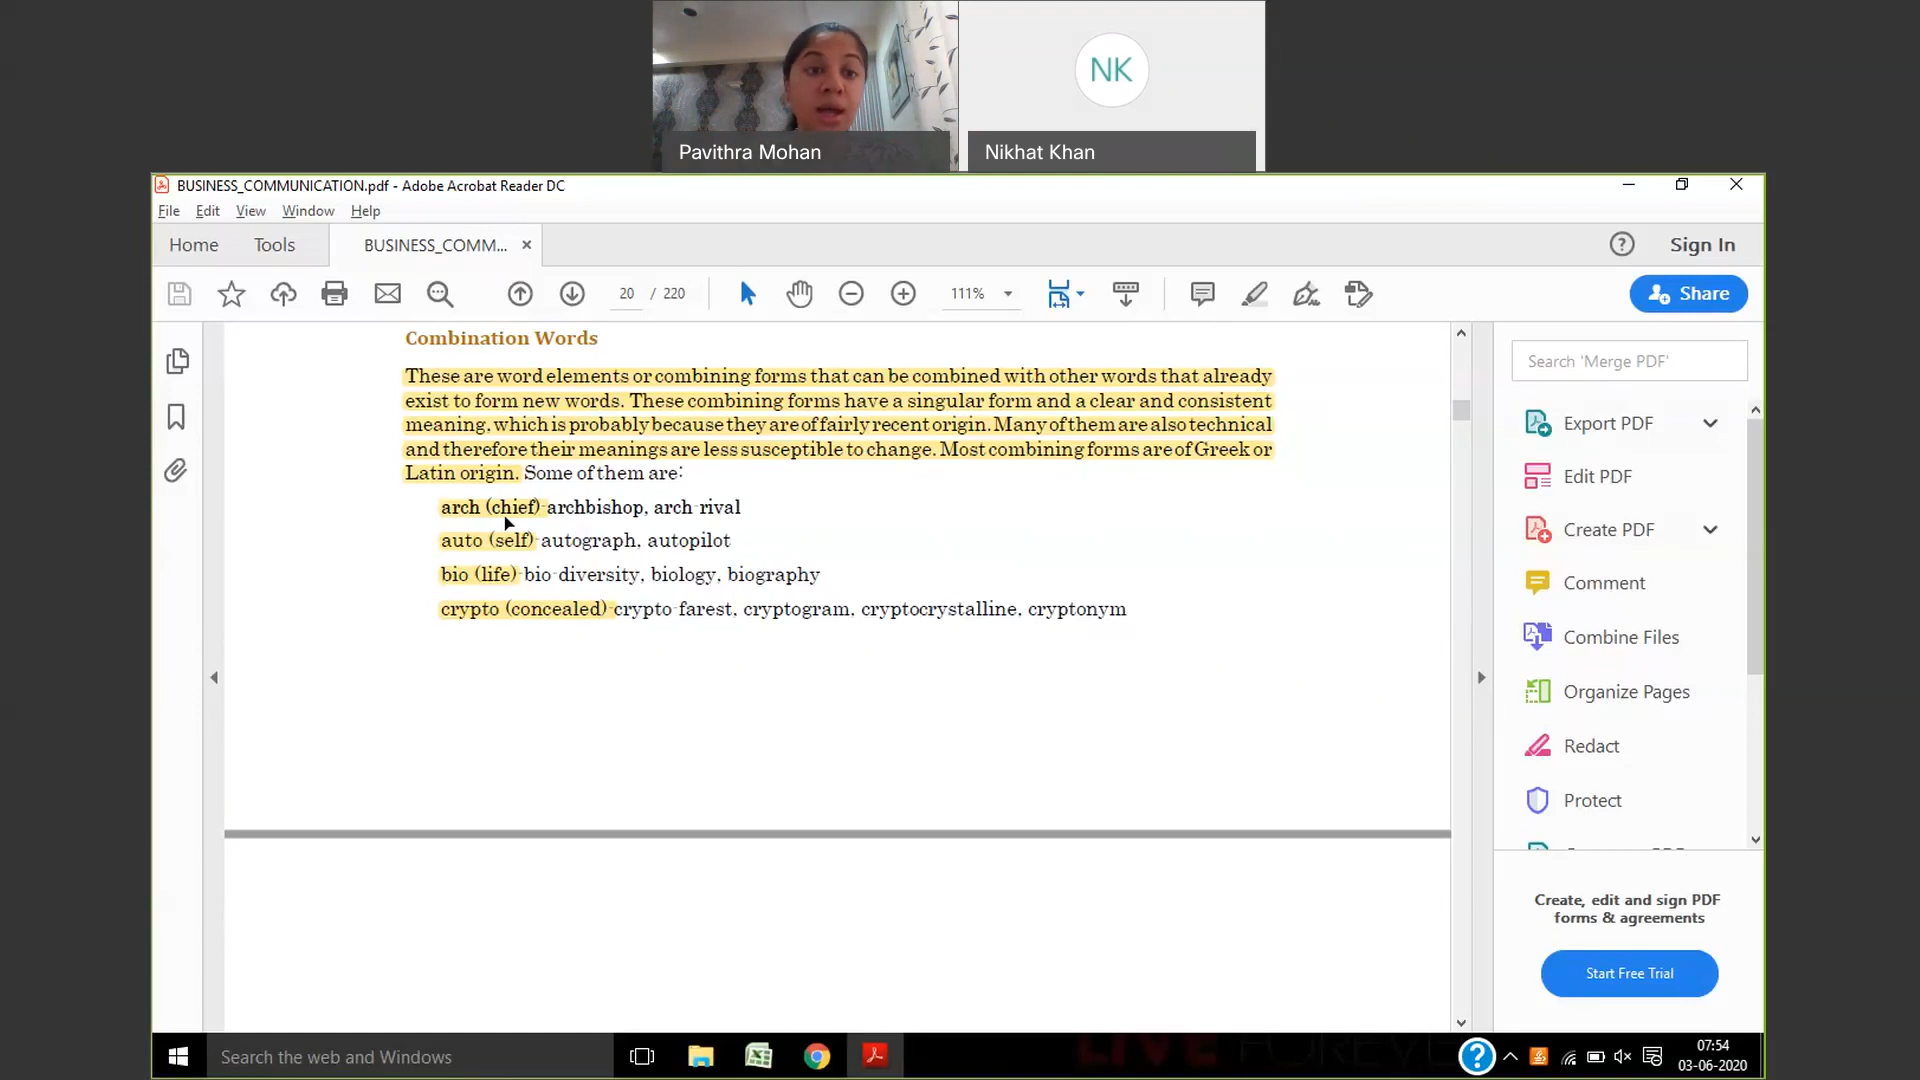 NK
Pavithra Mohan
Nikhat Khan
BUSINESS_COMMUNICATION.pdf - Adobe Acrobat Reader DC
File Edit View Window Help
Home Tools BUSINESS_COMM... × Sign In
20 / 220 111% Share
Combination Words
These are word elements or combining forms that can be combined with other words that already
exist to form new words. These combining forms have a singular form and a clear and consistent
meaning, which is probably because they are of fairly recent origin. Many of them are also technical
and therefore their meanings are less susceptible to change. Most combining forms are of Greek or
Latin origin. Some of them are:
arch (chief)-archbishop, arch-rival
auto (self)-autograph, autopilot
bio (life)-bio-diversity, biology, biography
crypto (concealed)-crypto-farest, cryptogram, cryptocrystalline, cryptonym
Search 'Merge PDF'
Export PDF
Edit PDF
Create PDF
Comment
Combine Files
Organize Pages
Redact
Protect
Create, edit and sign PDF
forms & agreements
Start Free Trial
Search the web and Windows
LIVE FOREVE
07:54
03-06-2020